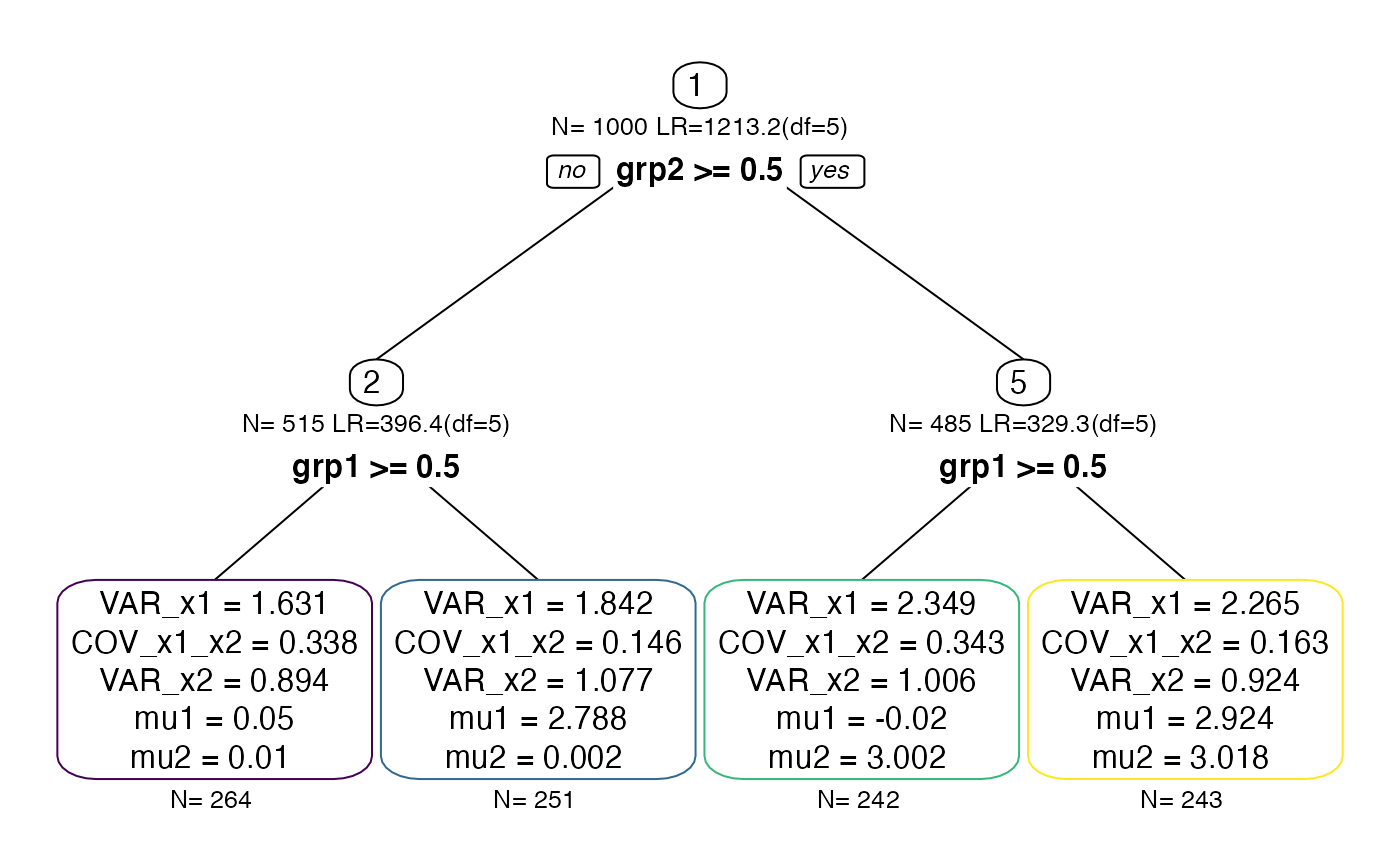 1
N= 1000 LR=1213.2(df=5)
no grp2 >= 0.5 yes
2
N= 515 LR=396.4(df=5)
grp1 >= 0.5
5
N= 485 LR=329.3(df=5)
grp1 >= 0.5
VAR_x1 = 1.631
COV_x1_x2 = 0.338
VAR_x2 = 0.894
mu1 = 0.05
mu2 = 0.01
N= 264
VAR_x1 = 1.842
COV_x1_x2 = 0.146
VAR_x2 = 1.077
mu1 = 2.788
mu2 = 0.002
N= 251
VAR_x1 = 2.349
COV_x1_x2 = 0.343
VAR_x2 = 1.006
mu1 = -0.02
mu2 = 3.002
N= 242
VAR_x1 = 2.265
COV_x1_x2 = 0.163
VAR_x2 = 0.924
mu1 = 2.924
mu2 = 3.018
N= 243